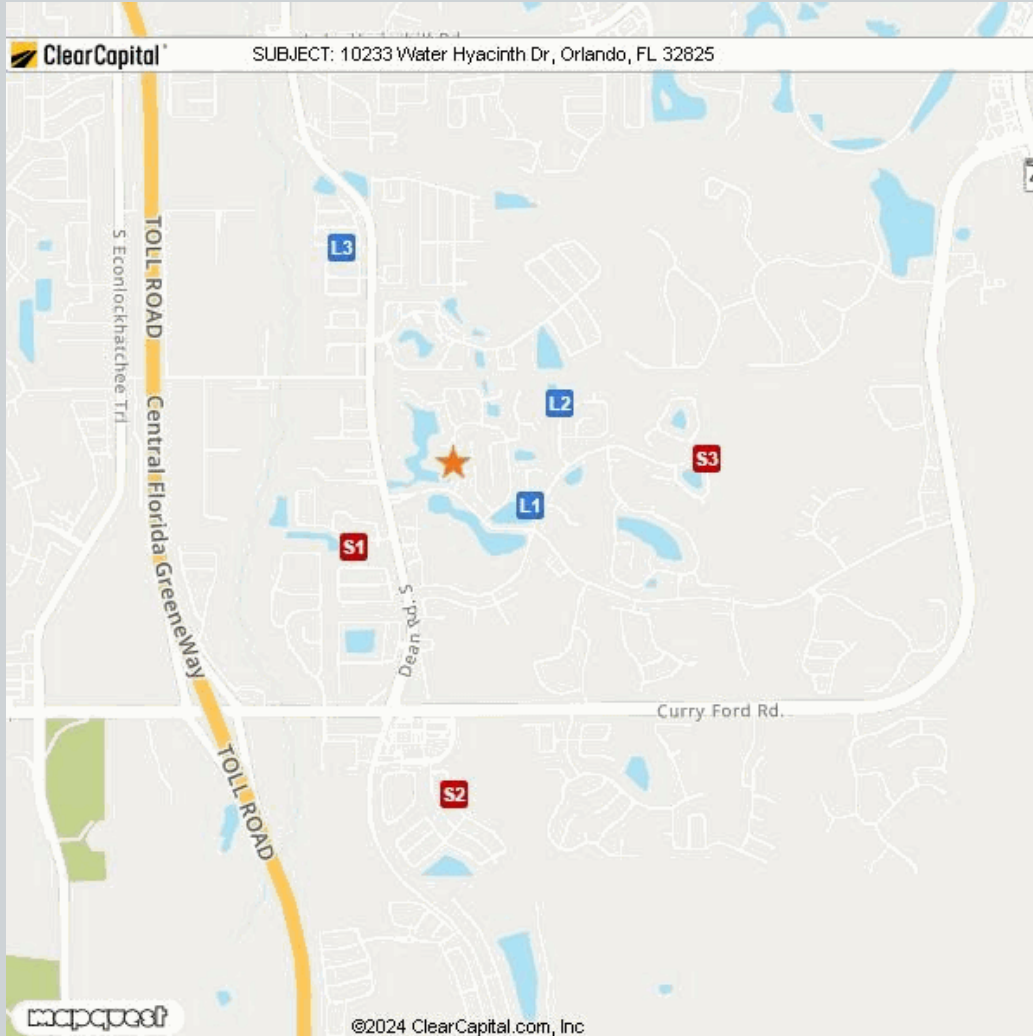 ClearCapital
SUBJECT: 10233 Water Hyacinth Dr, Orlando, FL 32825
L3
S Econlockhatchee Trl
TOLL ROAD
Central Florida GreeneWay
L2
S3
L1
S1
S. Dean Rd.
Curry Ford Rd.
TOLL ROAD
S2
mapquest
©2024 ClearCapital.com, Inc